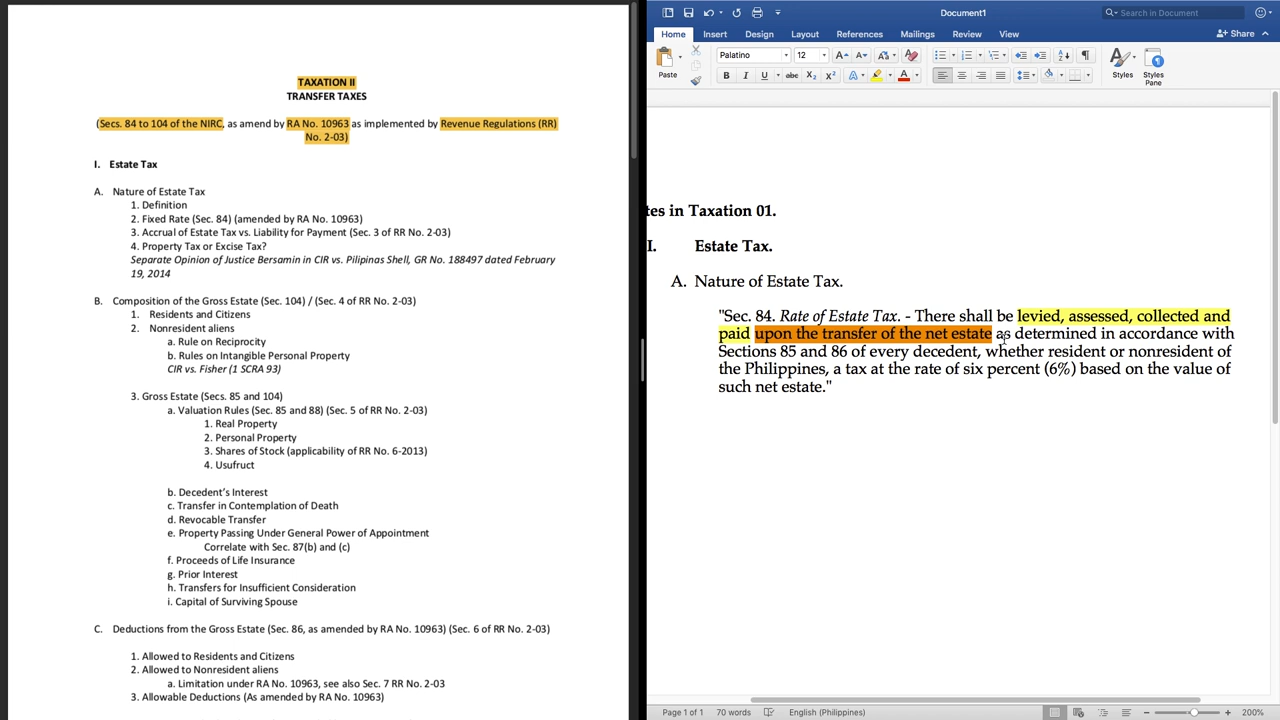 TAXATION II
TRANSFER TAXES
(Secs. 84 to 104 of the NIRC, as amend by RA No. 10963 as implemented by Revenue Regulations (RR)
No. 2-03)
I. Estate Tax
A. Nature of Estate Tax
1. Definition
2. Fixed Rate (Sec. 84) (amended by RA No. 10963)
3. Accrual of Estate Tax vs. Liability for Payment (Sec. 3 of RR No. 2-03)
4. Property Tax or Excise Tax?
Separate Opinion of Justice Bersamin in CIR vs. Pilipinas Shell, GR No. 188497 dated February
19, 2014
B. Composition of the Gross Estate (Sec. 104) / (Sec. 4 of RR No. 2-03)
1. Residents and Citizens
2. Nonresident aliens
a. Rule on Reciprocity
b. Rules on Intangible Personal Property
CIR vs. Fisher (1 SCRA 93)
3. Gross Estate (Secs. 85 and 104)
a. Valuation Rules (Sec. 85 and 88) (Sec. 5 of RR No. 2-03)
1. Real Property
2. Personal Property
3. Shares of Stock (applicability of RR No. 6-2013)
4. Usufruct
b. Decedent's Interest
c. Transfer in Contemplation of Death
d. Revocable Transfer
e. Property Passing Under General Power of Appointment
Correlate with Sec. 87(b) and (c)
f. Proceeds of Life Insurance
g. Prior Interest
h. Transfers for Insufficient Consideration
i. Capital of Surviving Spouse
C. Deductions from the Gross Estate (Sec. 86, as amended by RA No. 10963) (Sec. 6 of RR No. 2-03)
1. Allowed to Residents and Citizens
2. Allowed to Nonresident aliens
a. Limitation under RA No. 10963, see also Sec. 7 RR No. 2-03
3. Allowable Deductions (As amended by RA No. 10963)
Document1
Search in Document
Home Insert Design Layout References Mailings Review View Share
Paste
Palatino 12
B I U abc X2 X2 A A
Styles
Styles Pane
tes in Taxation 01.
I. Estate Tax.
A. Nature of Estate Tax.
"Sec. 84. Rate of Estate Tax. - There shall be levied, assessed, collected and
paid upon the transfer of the net estate as determined in accordance with
Sections 85 and 86 of every decedent, whether resident or nonresident of
the Philippines, a tax at the rate of six percent (6%) based on the value of
such net estate."
Page 1 of 1 70 words English (Philippines) 200%